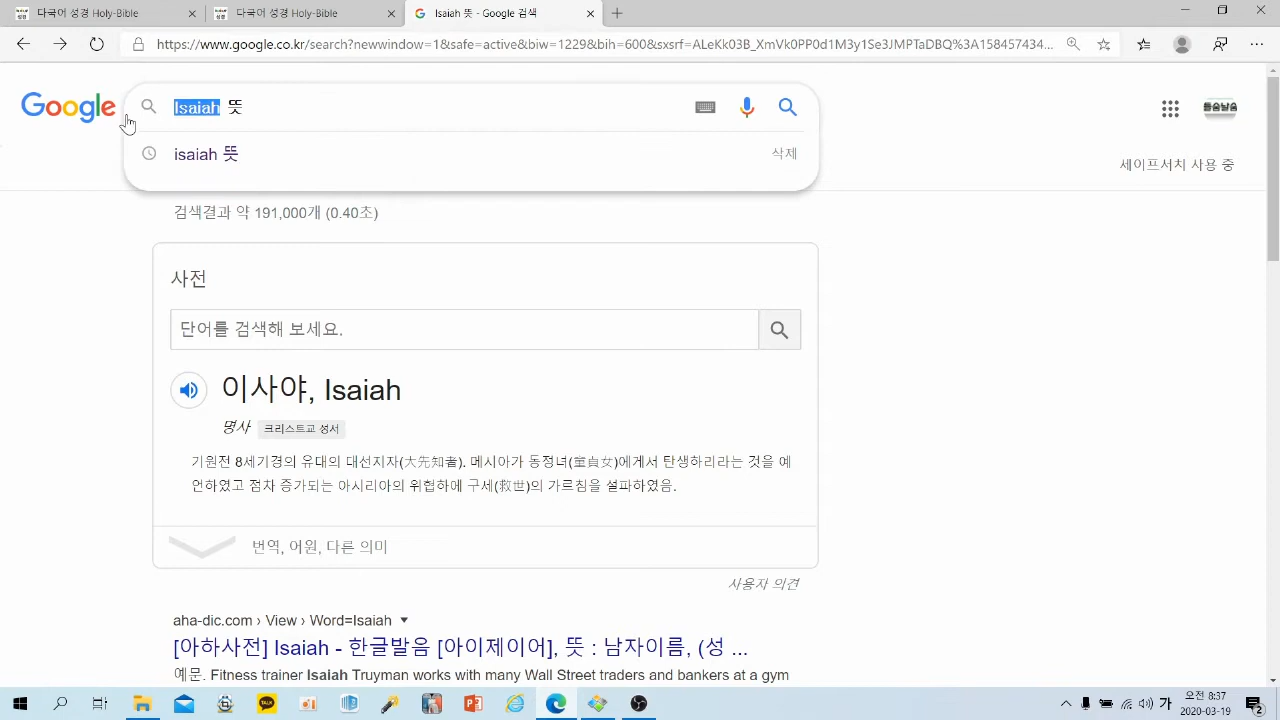 다국어 성경 Holy-Bible
다국어 성경 Holy-Bible
Isaiah 뜻 - Google 검색
https://www.google.co.kr/search?newwindow=1&safe=active&biw=1229&bih=600&sxsrf=ALeKk03B_XmVk0PP0d1M3y1Se3JMPTaDBQ%3A158457434...
Google
Isaiah 뜻
들숨날숨
isaiah 뜻
삭제
세이프서치 사용 중
검색결과 약 191,000개 (0.40초)
사전
단어를 검색해 보세요.
이사야, Isaiah
명사 크리스트교 성서
기원전 8세기경의 유대의 대선지자(大先知者). 메시아가 동정녀(童貞女)에게서 탄생하리라는 것을 예
언하였고 점차 증가되는 아시리아의 위협하에 구세(救世)의 가르침을 설파하였음.
번역, 어원, 다른 의미
사용자 의견
aha-dic.com › View › Word=Isaiah
[아하사전] Isaiah - 한글발음 [아이제이어], 뜻 : 남자이름, (성 ...
예문. Fitness trainer Isaiah Truyman works with many Wall Street traders and bankers at a gym
TALK
가
오전 8:37
2020-03-19
2